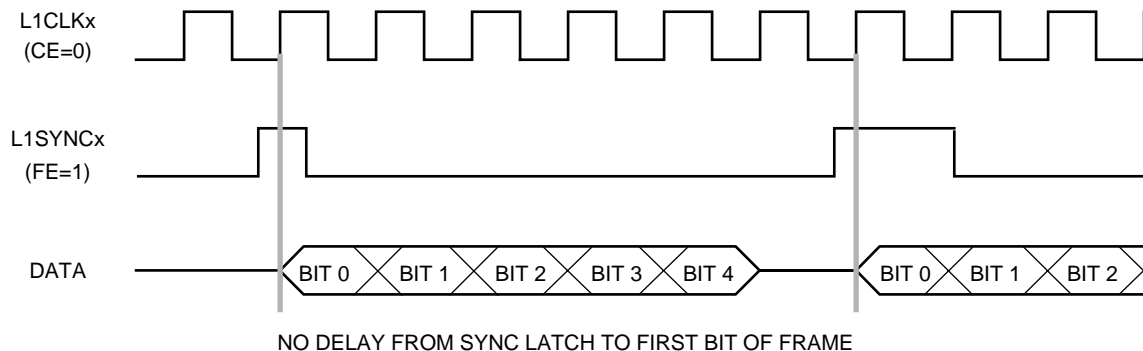 L1CLKx
(CE=0)
L1SYNCx
(FE=1)
DATA
BIT 0 BIT 1 BIT 2 BIT 3 BIT 4 BIT 0 BIT 1 BIT 2
NO DELAY FROM SYNC LATCH TO FIRST BIT OF FRAME